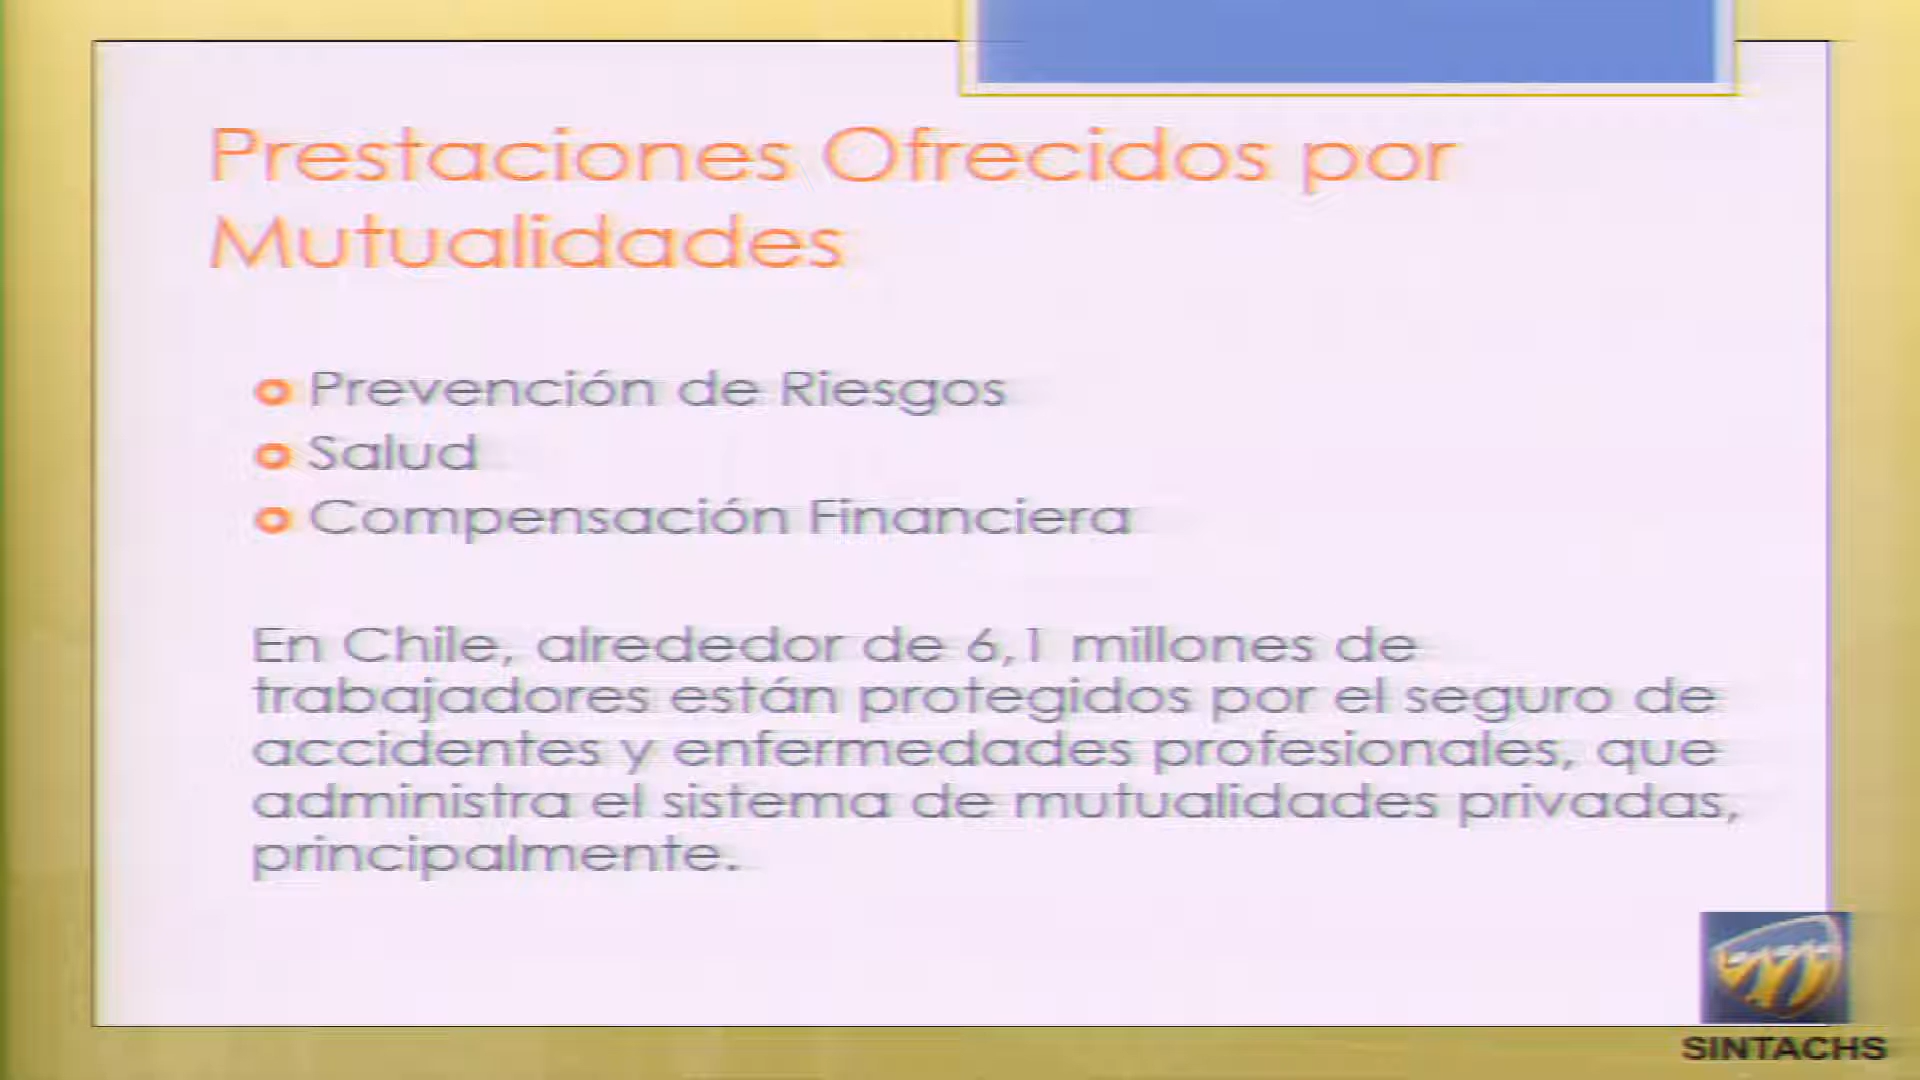 Prestaciones Ofrecidos por
Mutualidades
Prevención de Riesgos
Salud
Compensación Financiera
En Chile, alrededor de 6,1 millones de
trabajadores están protegidos por el seguro de
accidentes y enfermedades profesionales, que
administra el sistema de mutualidades privadas,
principalmente.
SINTACHS